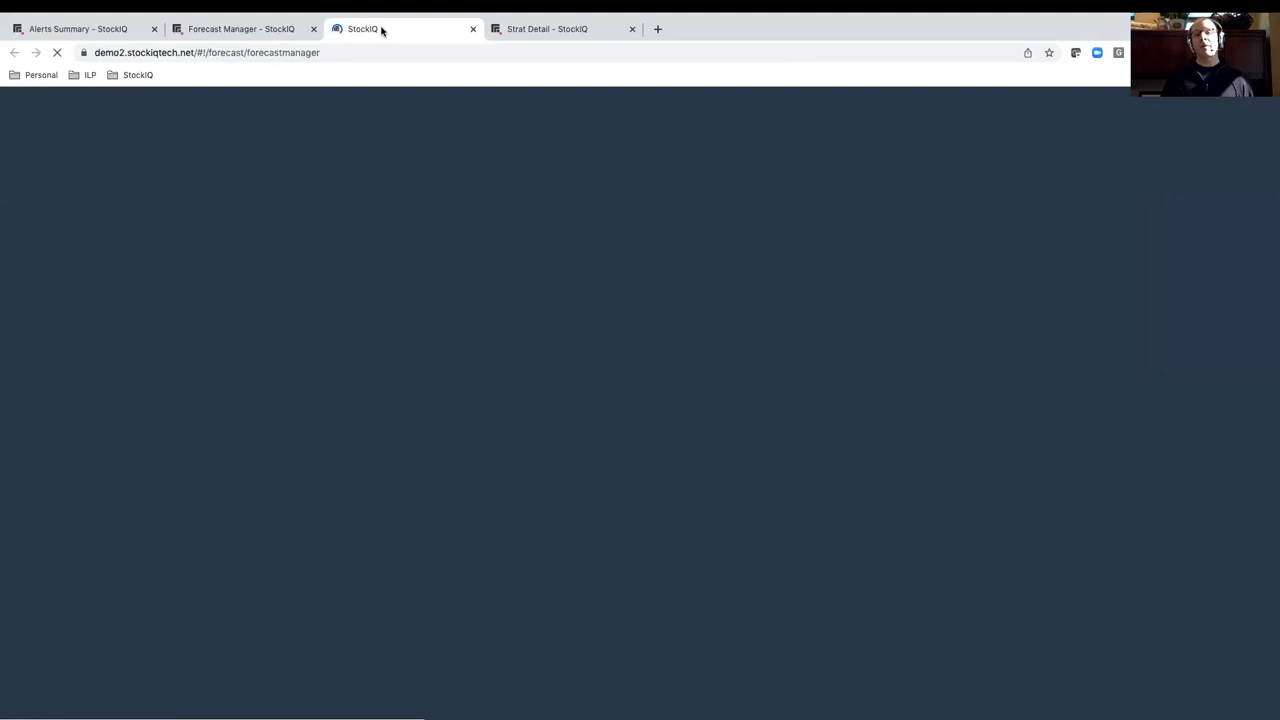 Alerts Summary - StockIQ
Forecast Manager - StockIQ
StockIQ
Strat Detail - StockIQ
demo2.stockiqtech.net/#!/forecast/forecastmanager
G
Personal
ILP
StockIQ